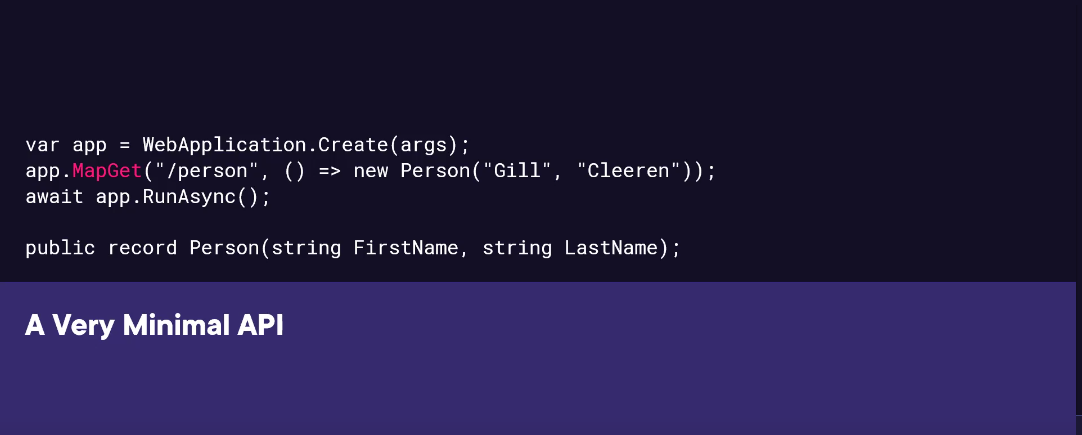 var app = WebApplication.Create(args);
app.MapGet("/person", () => new Person("Gill", "Cleeren"));
await app.RunAsync();
public record Person(string FirstName, string LastName);
A Very Minimal API